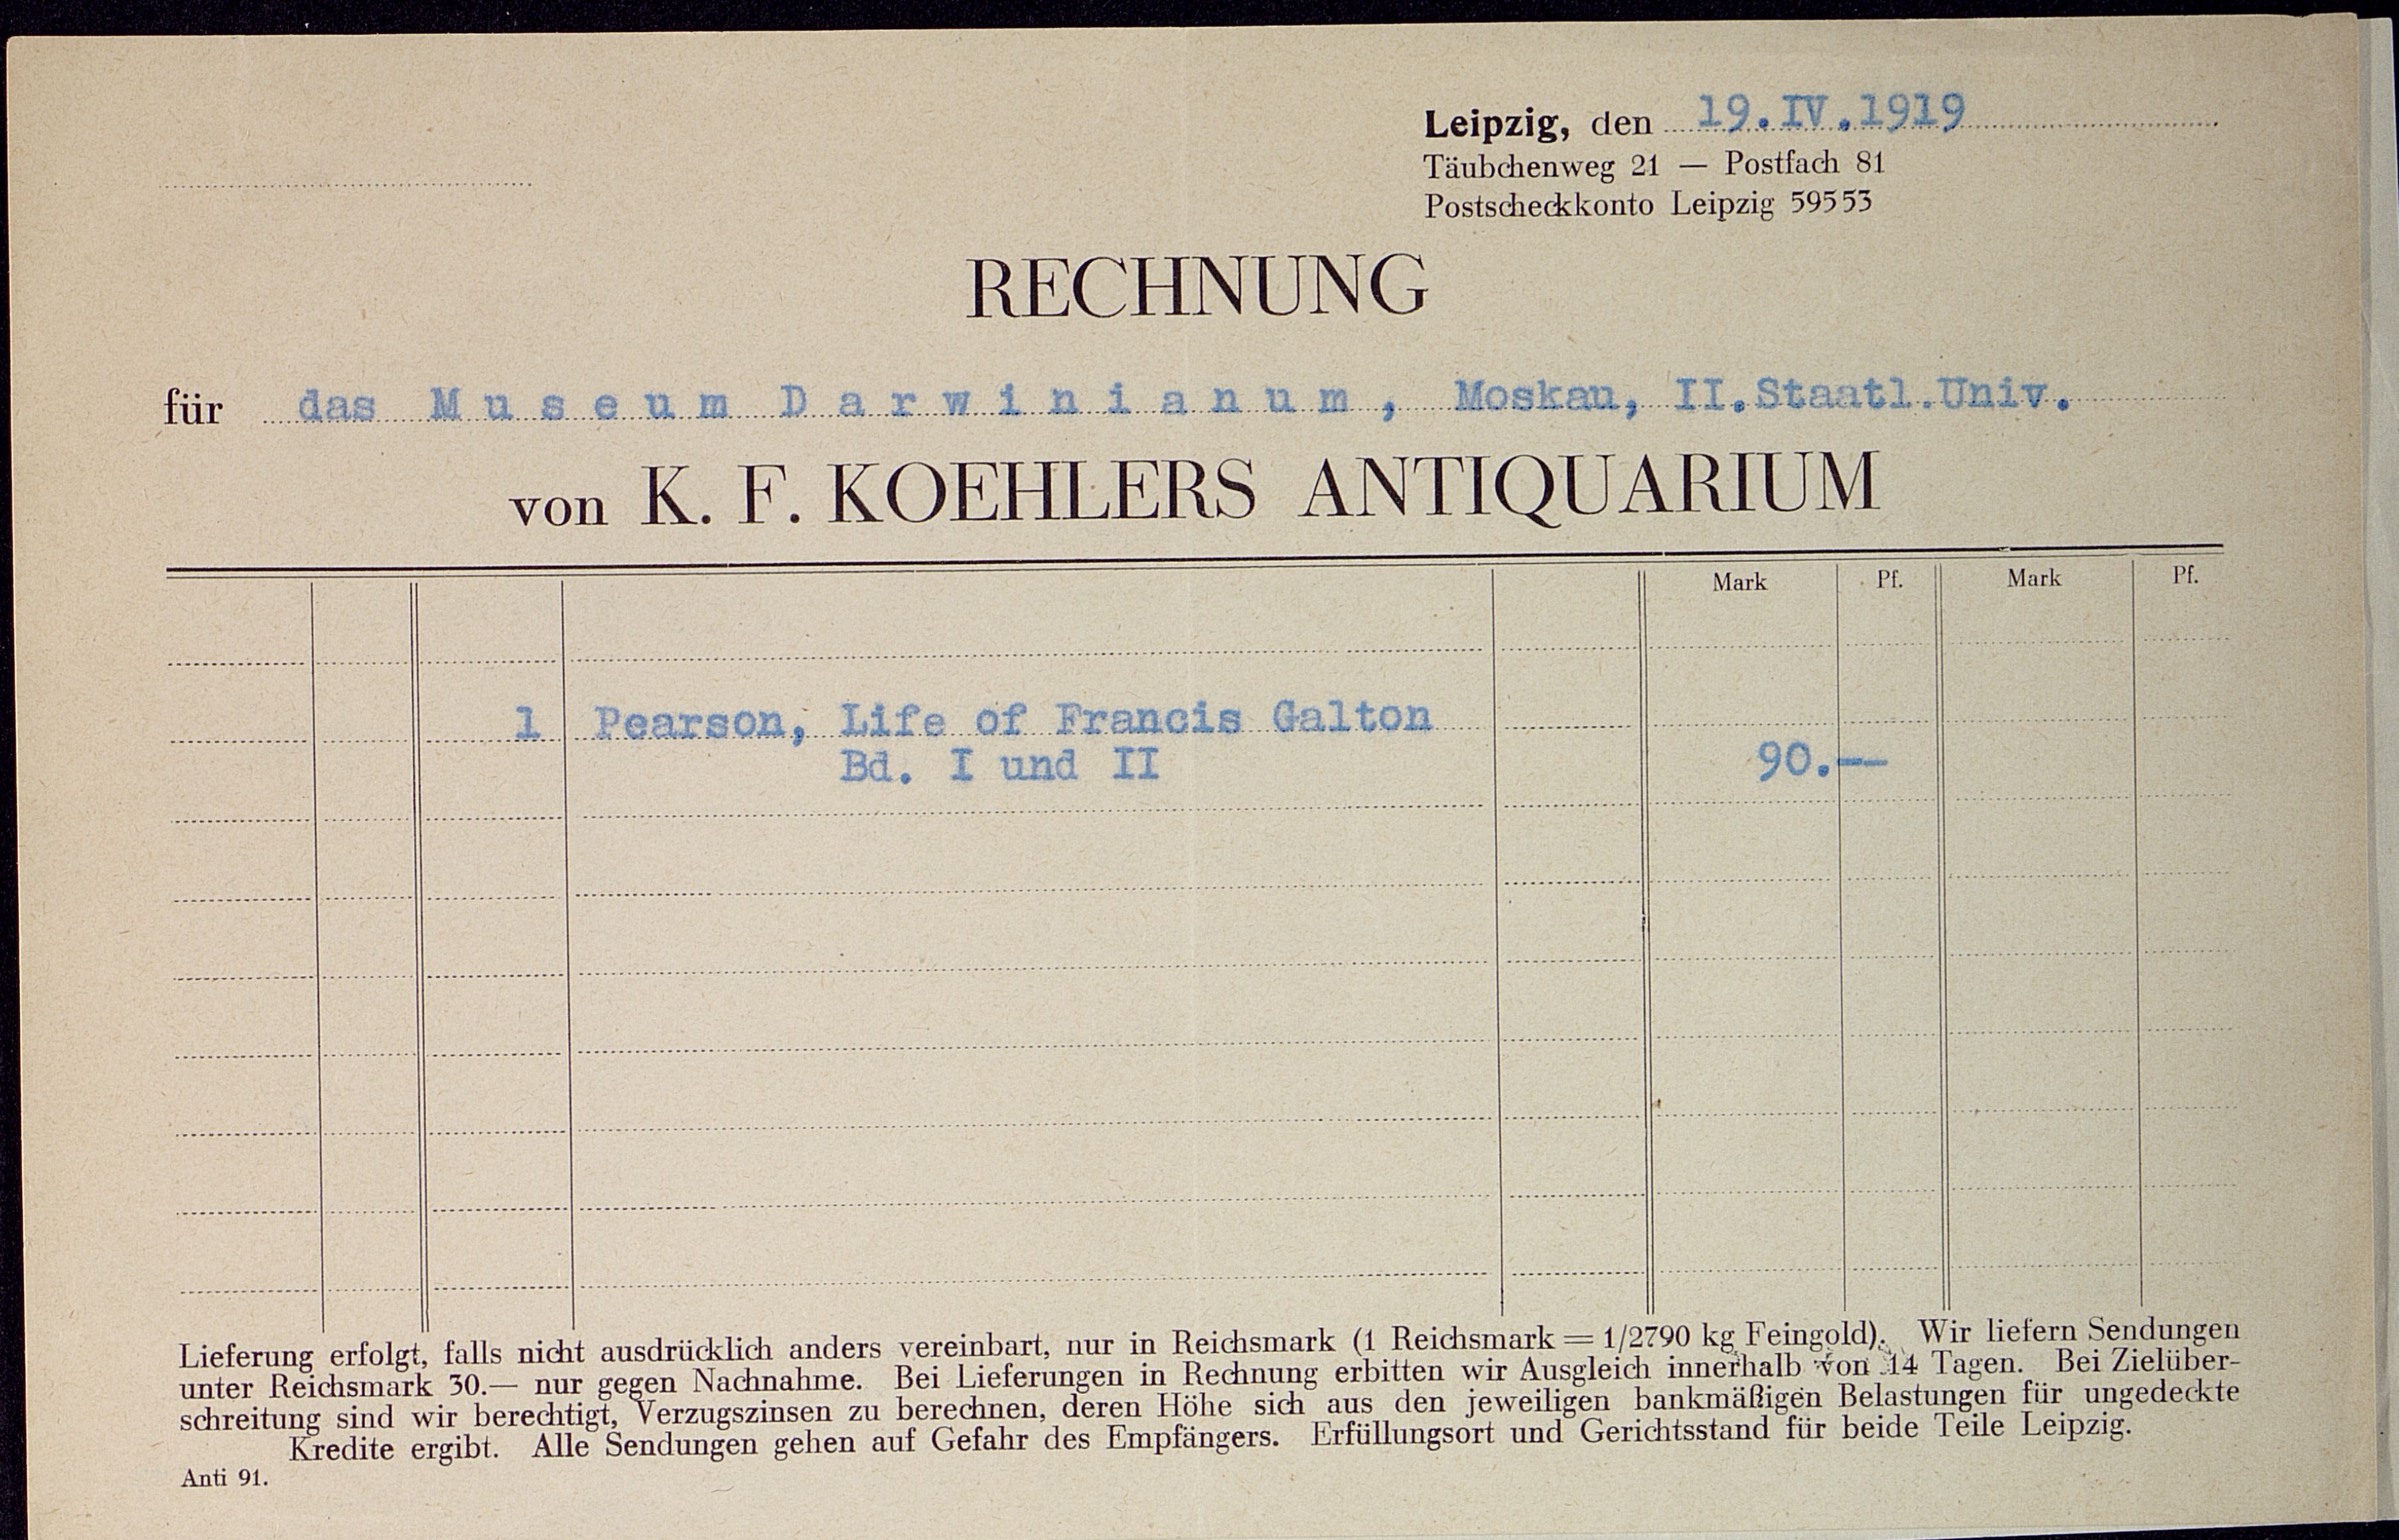 Leipzig, den 19.IV.1919
Täubchenweg 21 — Postfach 81
Postscheckkonto Leipzig 59553
RECHNUNG
für das Museum Darwinianum, Moskau, II.Staatl.Univ.
von K. F. KOEHLERS ANTIQUARIUM
Mark Pf. Mark Pf.
1 Pearson, Life of Francis Galton
Bd. I und II 90.—
Lieferung erfolgt, falls nicht ausdrücklich anders vereinbart, nur in Reichsmark (1 Reichsmark = 1/2790 kg Feingold). Wir liefern Sendungen
unter Reichsmark 30.— nur gegen Nachnahme. Bei Lieferungen in Rechnung erbitten wir Ausgleich innerhalb von 14 Tagen. Bei Zielüber-
schreitung sind wir berechtigt, Verzugszinsen zu berechnen, deren Höhe sich aus den jeweiligen bankmäßigen Belastungen für ungedeckte
Kredite ergibt. Alle Sendungen gehen auf Gefahr des Empfängers. Erfüllungsort und Gerichtsstand für beide Teile Leipzig.
Anti 91.